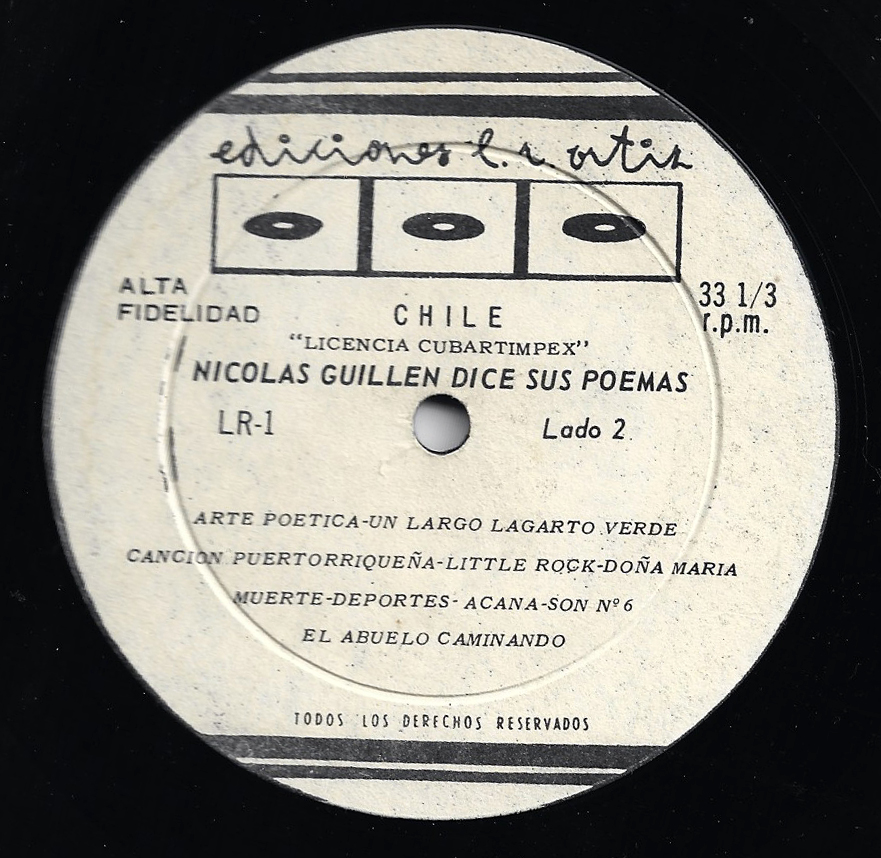 ediciones l. r. ortiz
ALTA
FIDELIDAD
CHILE
33 1/3
r.p.m.
“LICENCIA CUBARTIMPEX”
NICOLAS GUILLEN DICE SUS POEMAS
LR-1
Lado 2
ARTE POETICA-UN LARGO LAGARTO VERDE
CANCION PUERTORRIQUEÑA-LITTLE ROCK-DOÑA MARIA
MUERTE-DEPORTES-ACANA-SON Nº 6
EL ABUELO CAMINANDO
TODOS LOS DERECHOS RESERVADOS